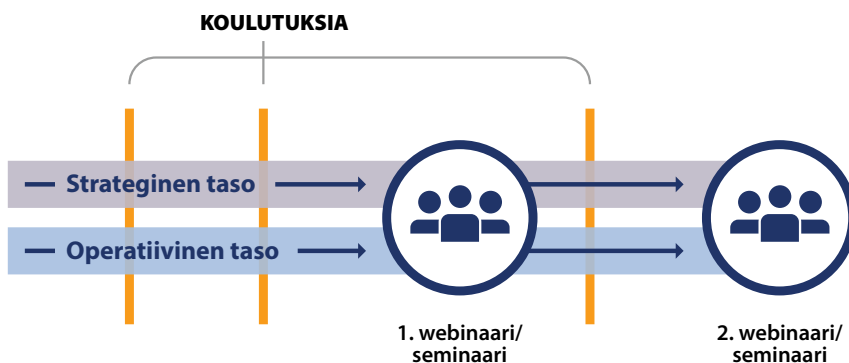 KOULUTUKSIA
Strateginen taso
Operatiivinen taso
1. webinaari/
seminaari
2. webinaari/
seminaari